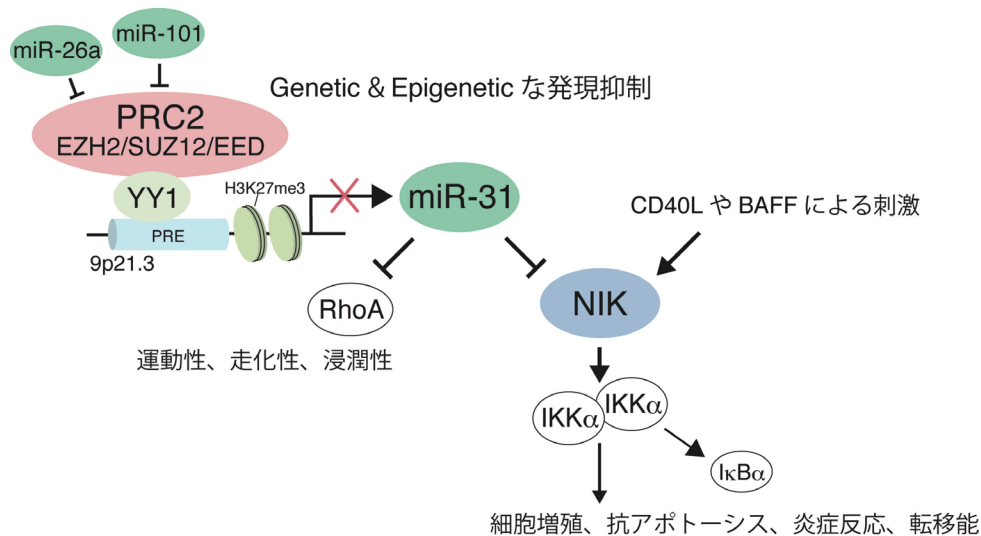 miR-26a
miR-101
Genetic & Epigenetic な発現抑制
PRC2
EZH2/SUZ12/EED
YY1
H3K27me3
miR-31
CD40L や BAFF による刺激
PRE
9p21.3
RhoA
NIK
運動性、走化性、浸潤性
IKKα
IKKα
IκBα
細胞増殖、抗アポトーシス、炎症反応、転移能